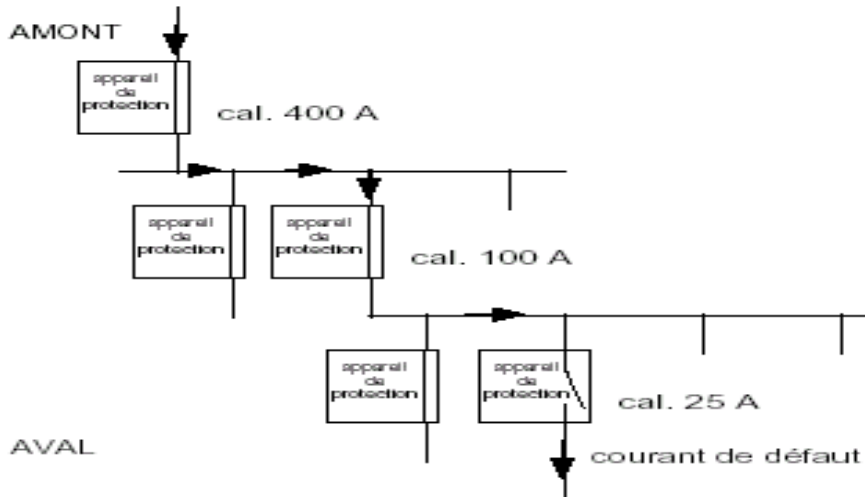 AMONT
appareil
de
protection
cal. 400 A
appareil
de
protection
appareil
de
protection
cal. 100 A
appareil
de
protection
appareil
de
protection
cal. 25 A
AVAL
courant de défaut